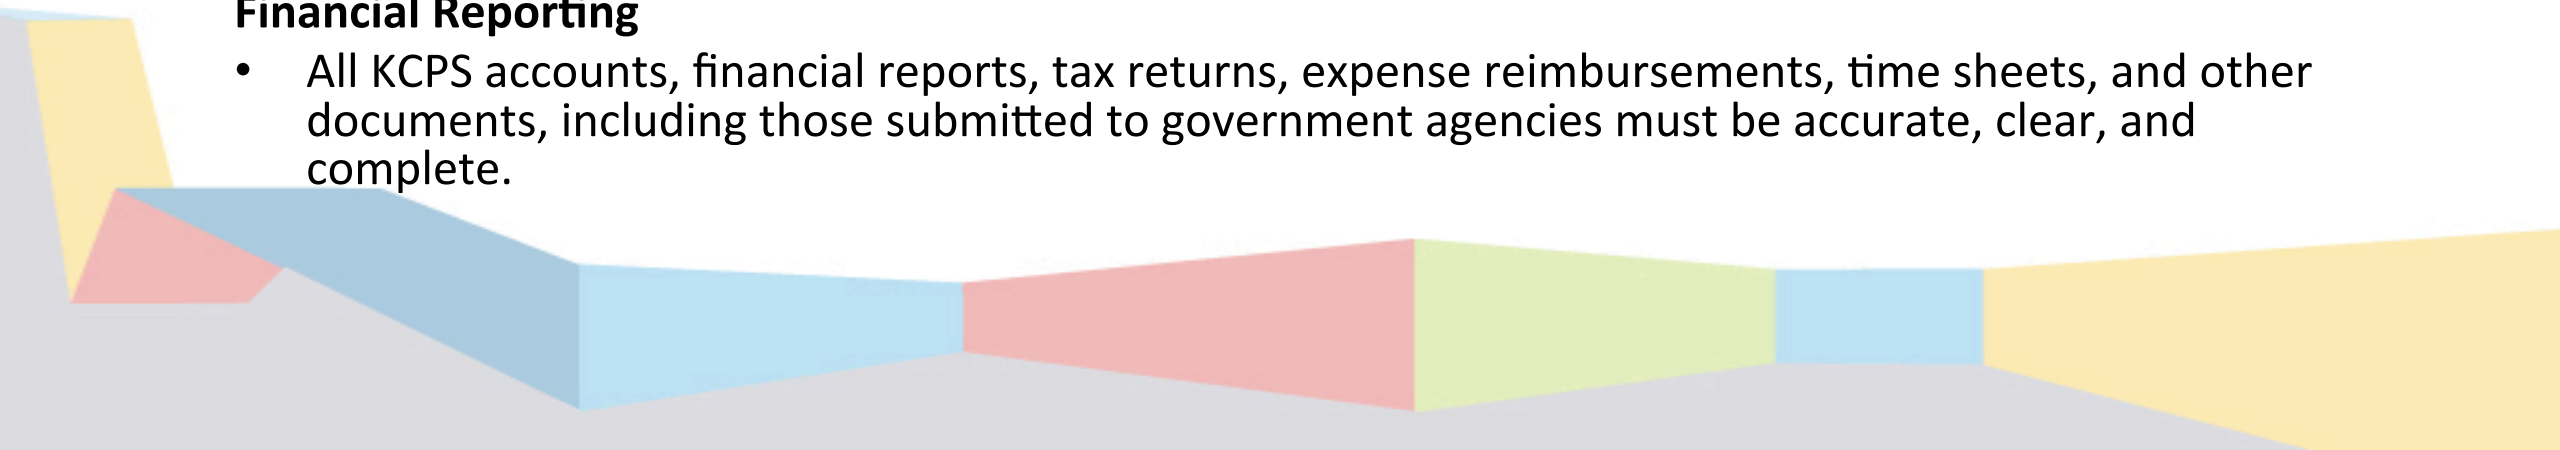 Financial Reporting
• All KCPS accounts, financial reports, tax returns, expense reimbursements, time sheets, and other
documents, including those submitted to government agencies must be accurate, clear, and
complete.